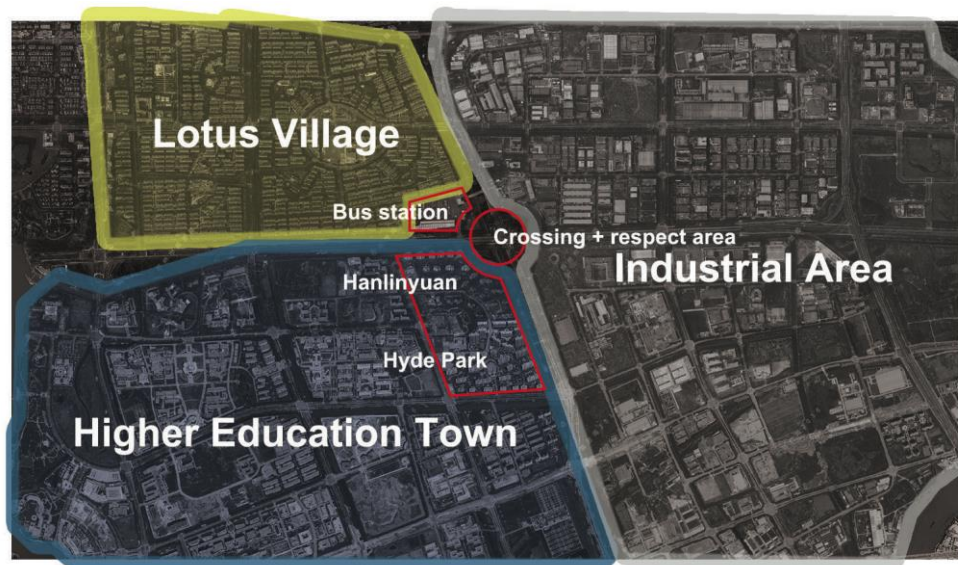 Lotus Village
Bus station
Crossing + respect area
Industrial Area
Hanlinyuan
Hyde Park
Higher Education Town